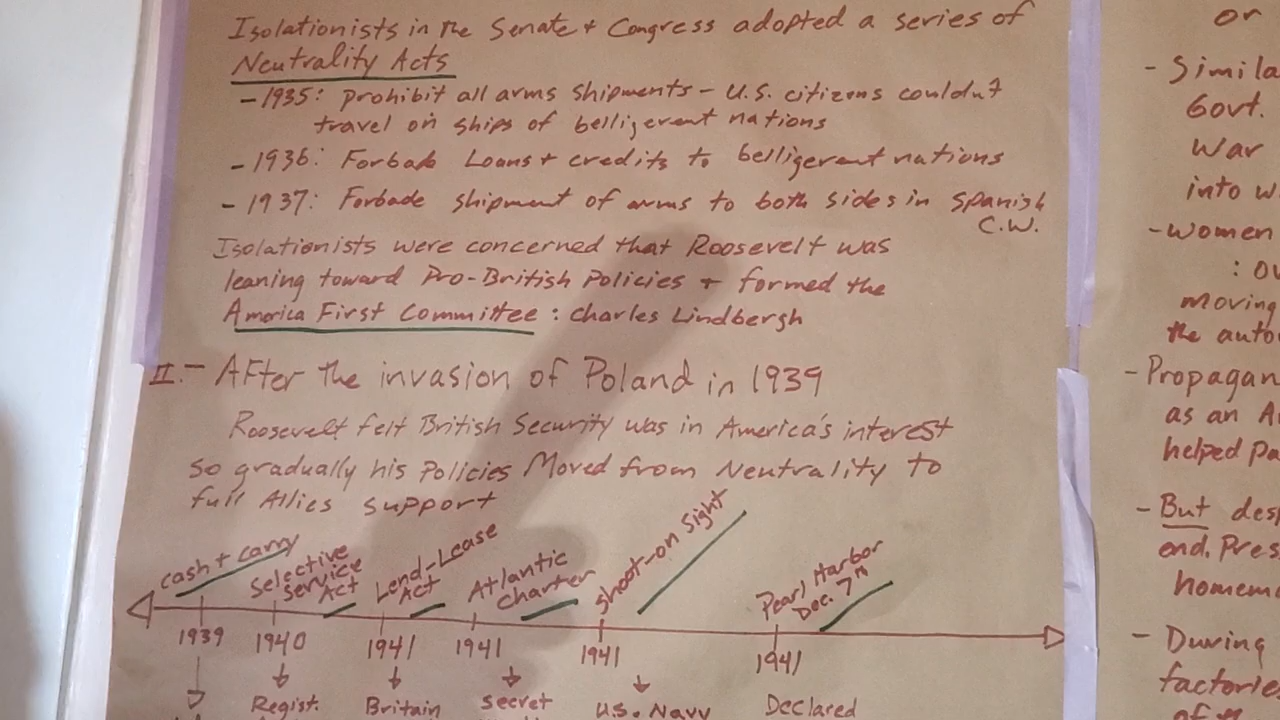 Isolationists in the Senate + Congress adopted a series of
Neutrality Acts
- 1935: Prohibit all arms shipments - U.S. citizens couldn't
travel on ships of belligerent nations
- 1936: Forbade Loans + credits to belligerent nations
- 1937: Forbade shipment of arms to both sides in Spanish
C.W.
Isolationists were concerned that Roosevelt was
leaning toward Pro-British Policies + formed the
America First Committee : Charles Lindbergh
II.- After the invasion of Poland in 1939
Roosevelt felt British Security was in America's interest
so gradually his Policies Moved from Neutrality to
full Allies support
cash + carry
Selective
Service
Act
Lend-Lease
Act
Atlantic
Charter
Shoot-on Sight
Pearl Harbor
Dec. 7th
1939
1940
1941
1941
1941
1941
Regist.
Britain
Secret
U.S. Navy
Declared
or
- Simila
Govt.
War
into w
- women
: ov
moving
the auto
- Propagan
as an A
helped pa
- But des
end, Pres
homem
- During
factorie